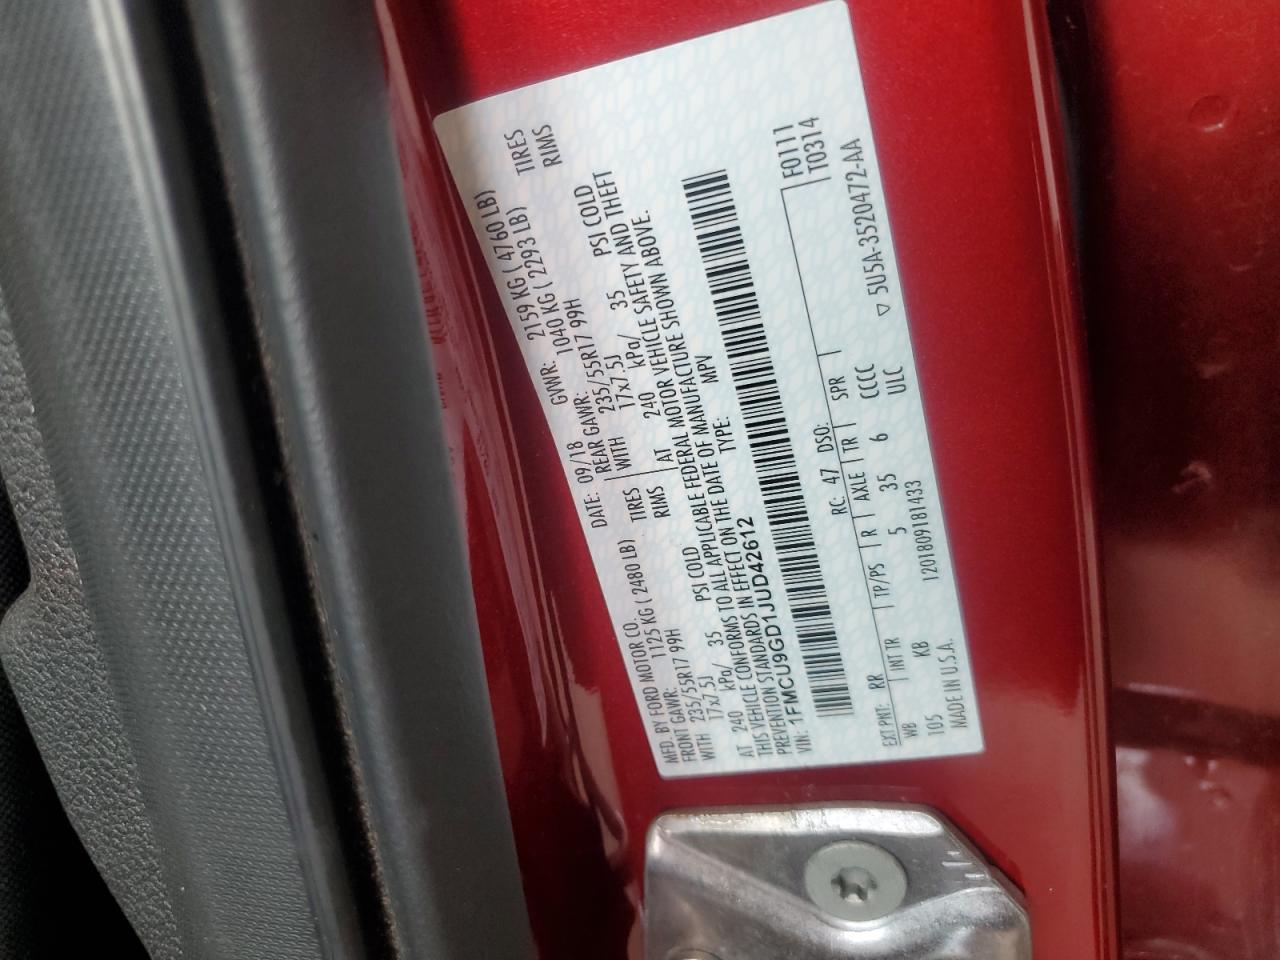 MFD. BY FORD MOTOR CO. DATE: 09/18 GVWR: 2159 KG ( 4760 LB)
FRONT GAWR: 1125 KG ( 2480 LB) REAR GAWR: 1040 KG ( 2293 LB)
WITH 235/55R17 99H TIRES WITH 235/55R17 99H TIRES
17x7.5J RIMS 17x7.5J RIMS
AT 240 kPa/ 35 PSI COLD AT 240 kPa/ 35 PSI COLD
THIS VEHICLE CONFORMS TO ALL APPLICABLE FEDERAL MOTOR VEHICLE SAFETY AND THEFT
PREVENTION STANDARDS IN EFFECT ON THE DATE OF MANUFACTURE SHOWN ABOVE.
VIN: 1FMCU9GD1JUD42612 TYPE: MPV
F0111
T0314
EXT PNT: RR RC: 47 DSO:
WB INT TR TP/PS R AXLE TR SPR
105 KB 5 35 6 CCCC
ULC
MADE IN U.S.A. 1201809181433 ▽ 5U5A-3520472-AA